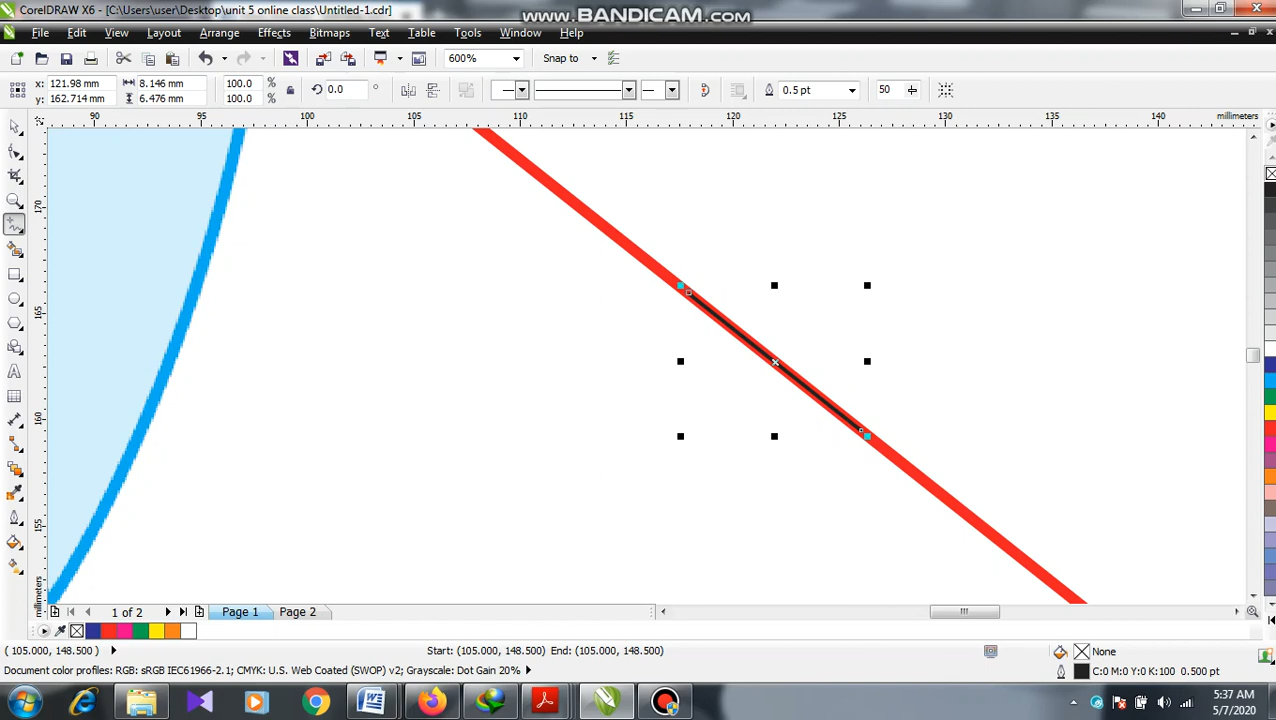 CorelDRAW X6 - [C:\Users\user\Desktop\unit 5 online class\Untitled-1.cdr]
www.BANDICAM.com
File Edit View Layout Arrange Effects Bitmaps Text Table Tools Window Help
600% Snap to
x: 121.98 mm 8.146 mm 100.0 % 0.0 ° 0.5 pt 50
y: 162.714 mm 6.476 mm 100.0 %
90 95 100 105 110 115 120 125 130 135 140 millimeters
170
165
160
155
millimeters
1 of 2 Page 1 Page 2
( 105.000, 148.500 ) Start: (105.000, 148.500) End: (105.000, 148.500) None
Document color profiles: RGB: sRGB IEC61966-2.1; CMYK: U.S. Web Coated (SWOP) v2; Grayscale: Dot Gain 20% C:0 M:0 Y:0 K:100 0.500 pt
5:37 AM
5/7/2020